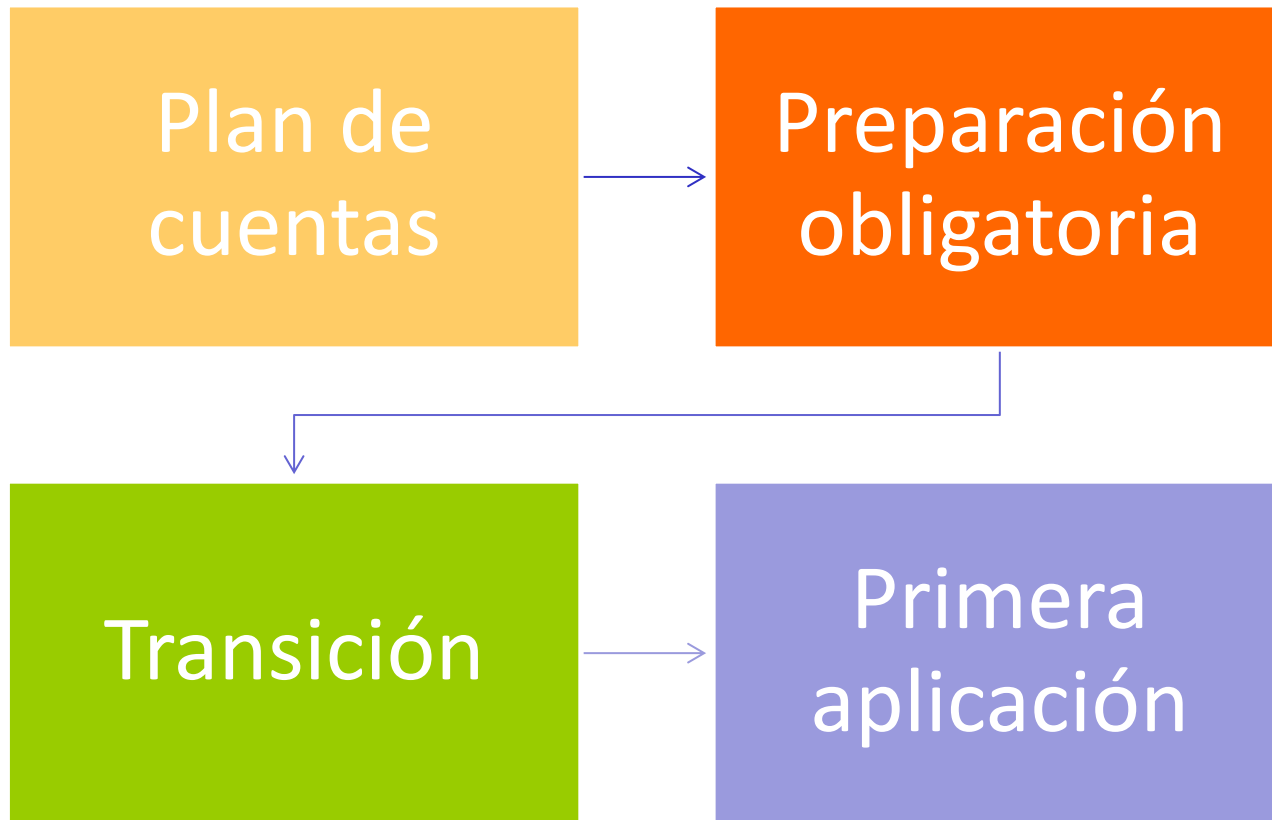 Plan de
cuentas
Preparación
obligatoria
Transición
Primera
aplicación